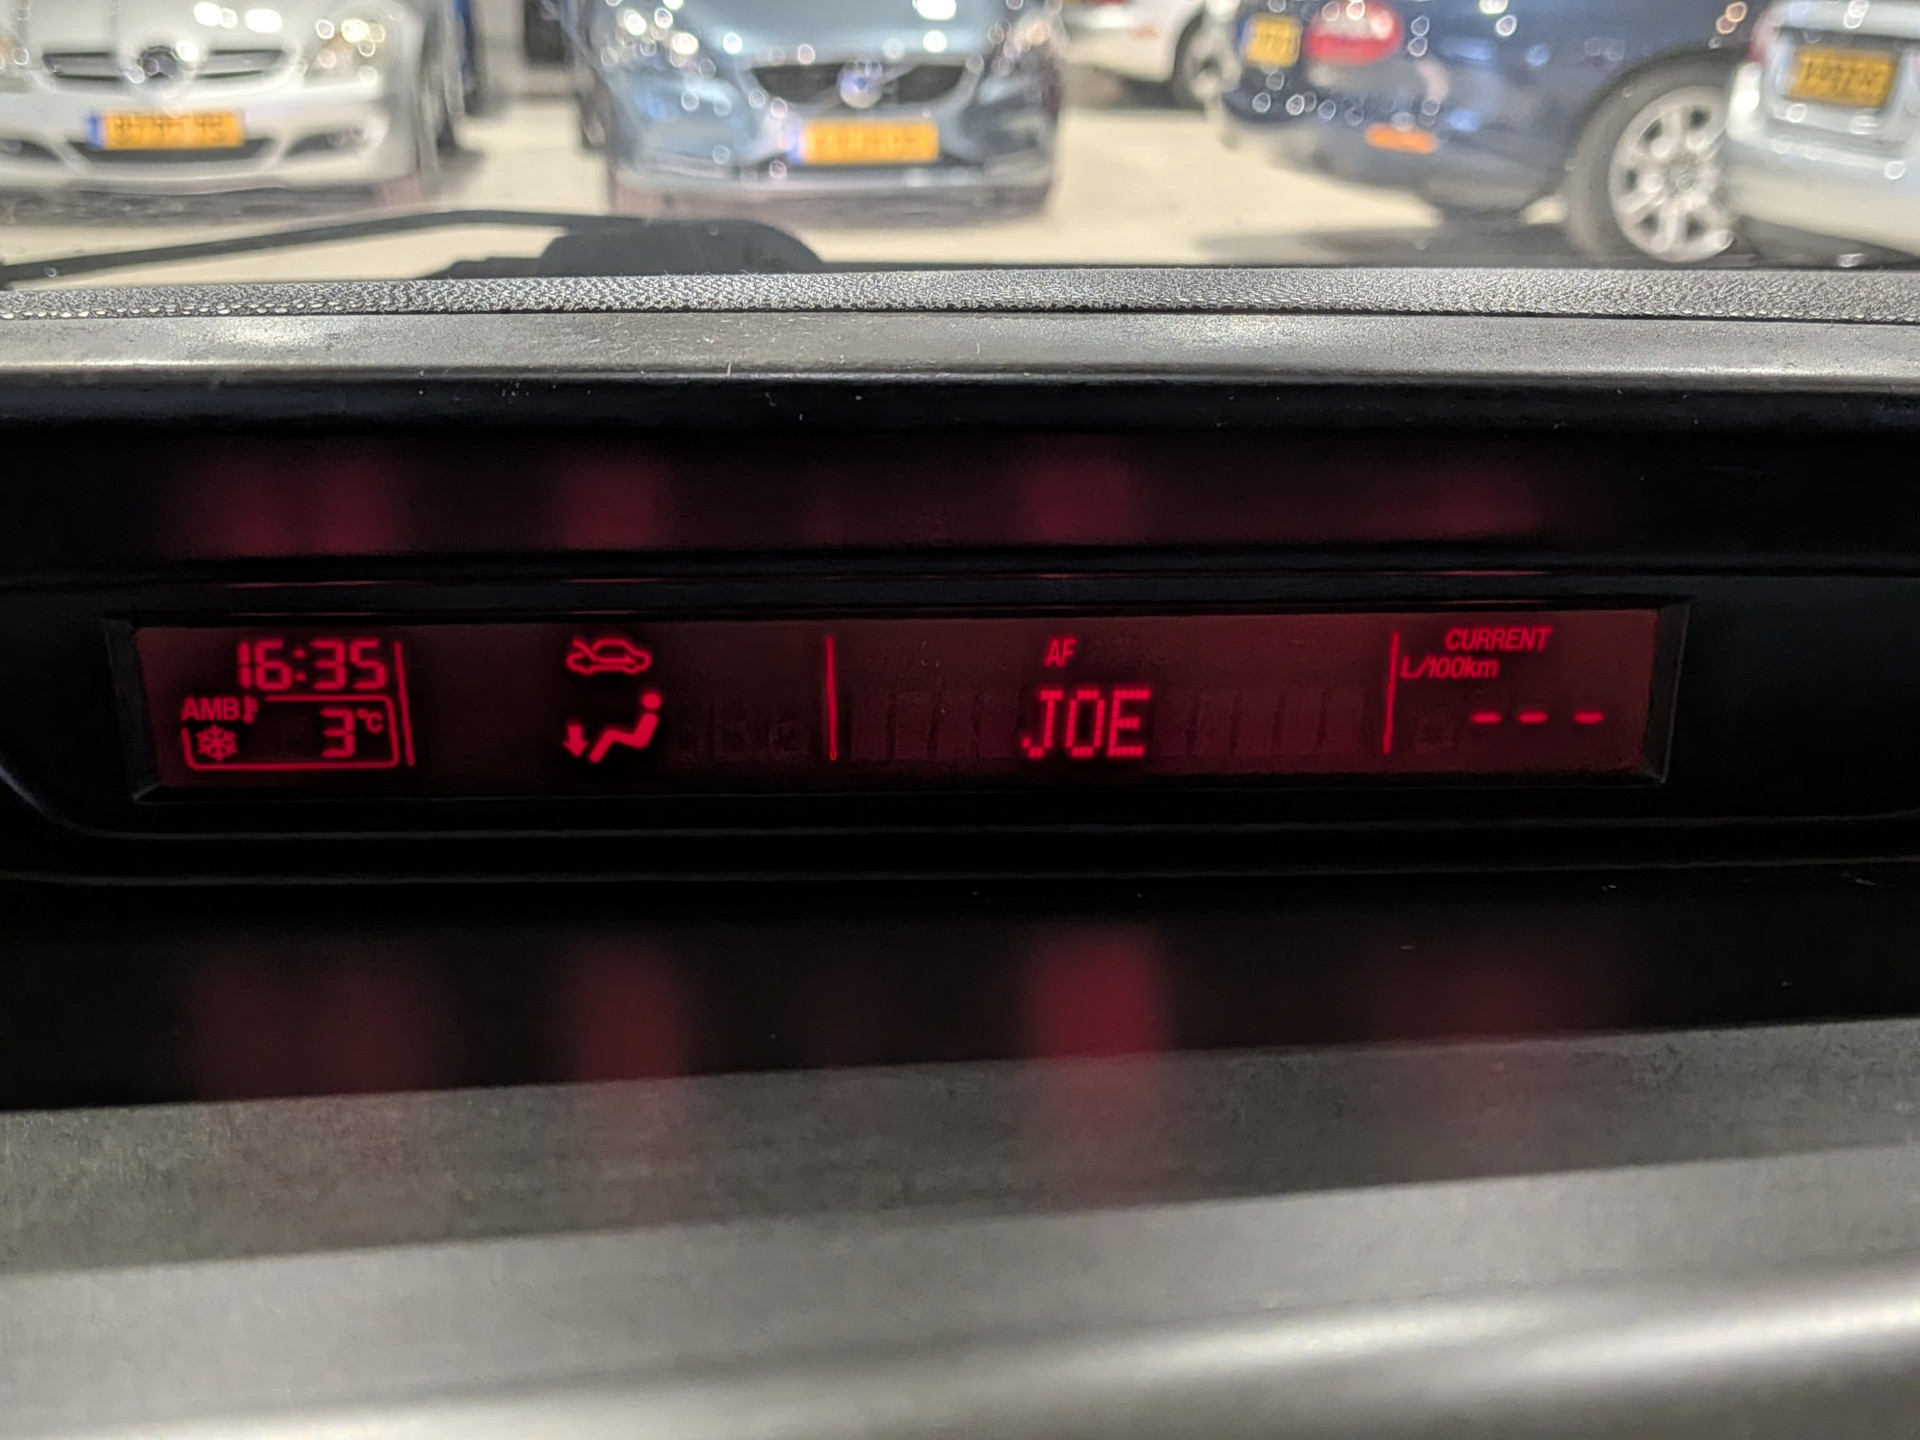 16:35
AMB
3°C
AF
JOE
CURRENT
L/100km
---